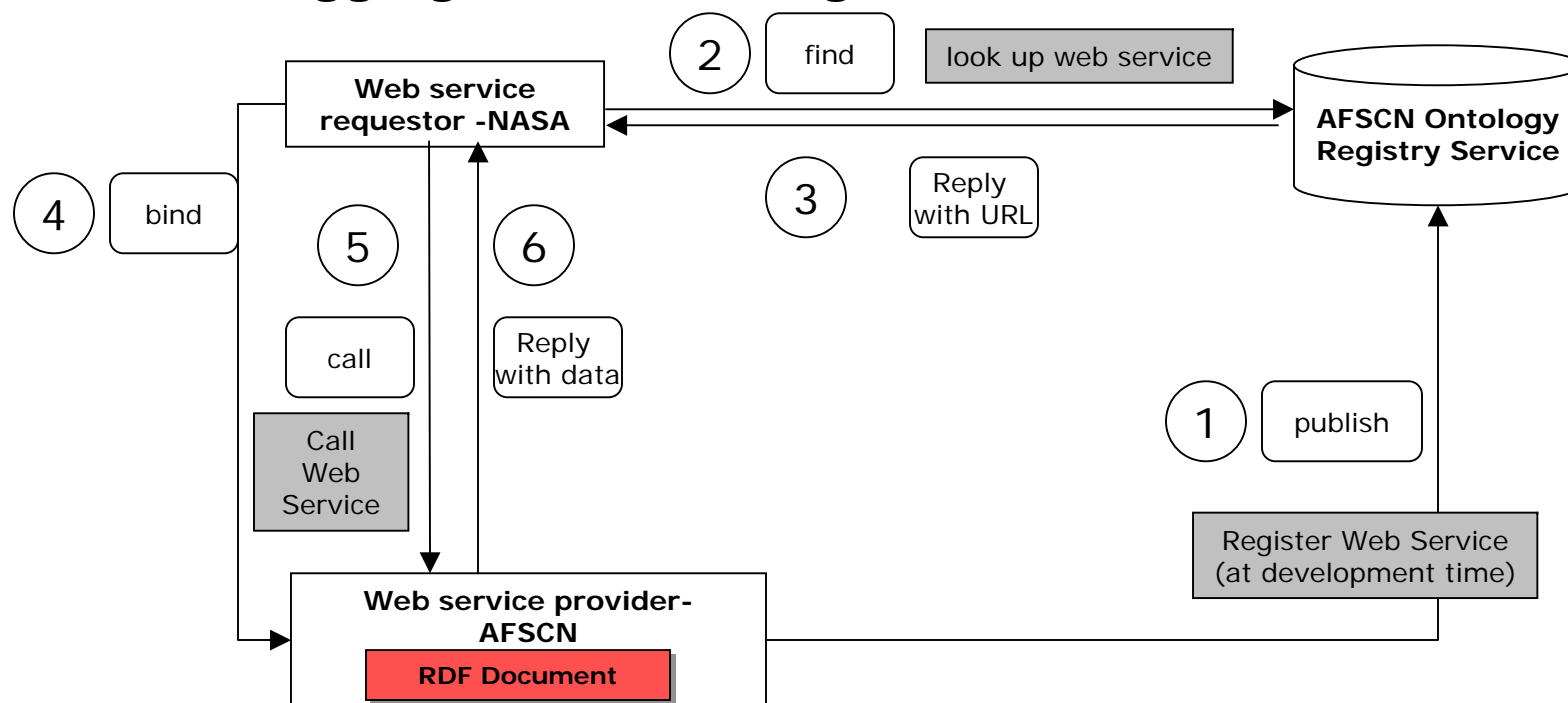 2
find
look up web service
Web service
requestor -NASA
AFSCN Ontology
Registry Service
3
Reply
with URL
4
bind
5
6
call
Reply
with data
Call
Web
Service
1
publish
Register Web Service
(at development time)
Web service provider-
AFSCN
RDF Document